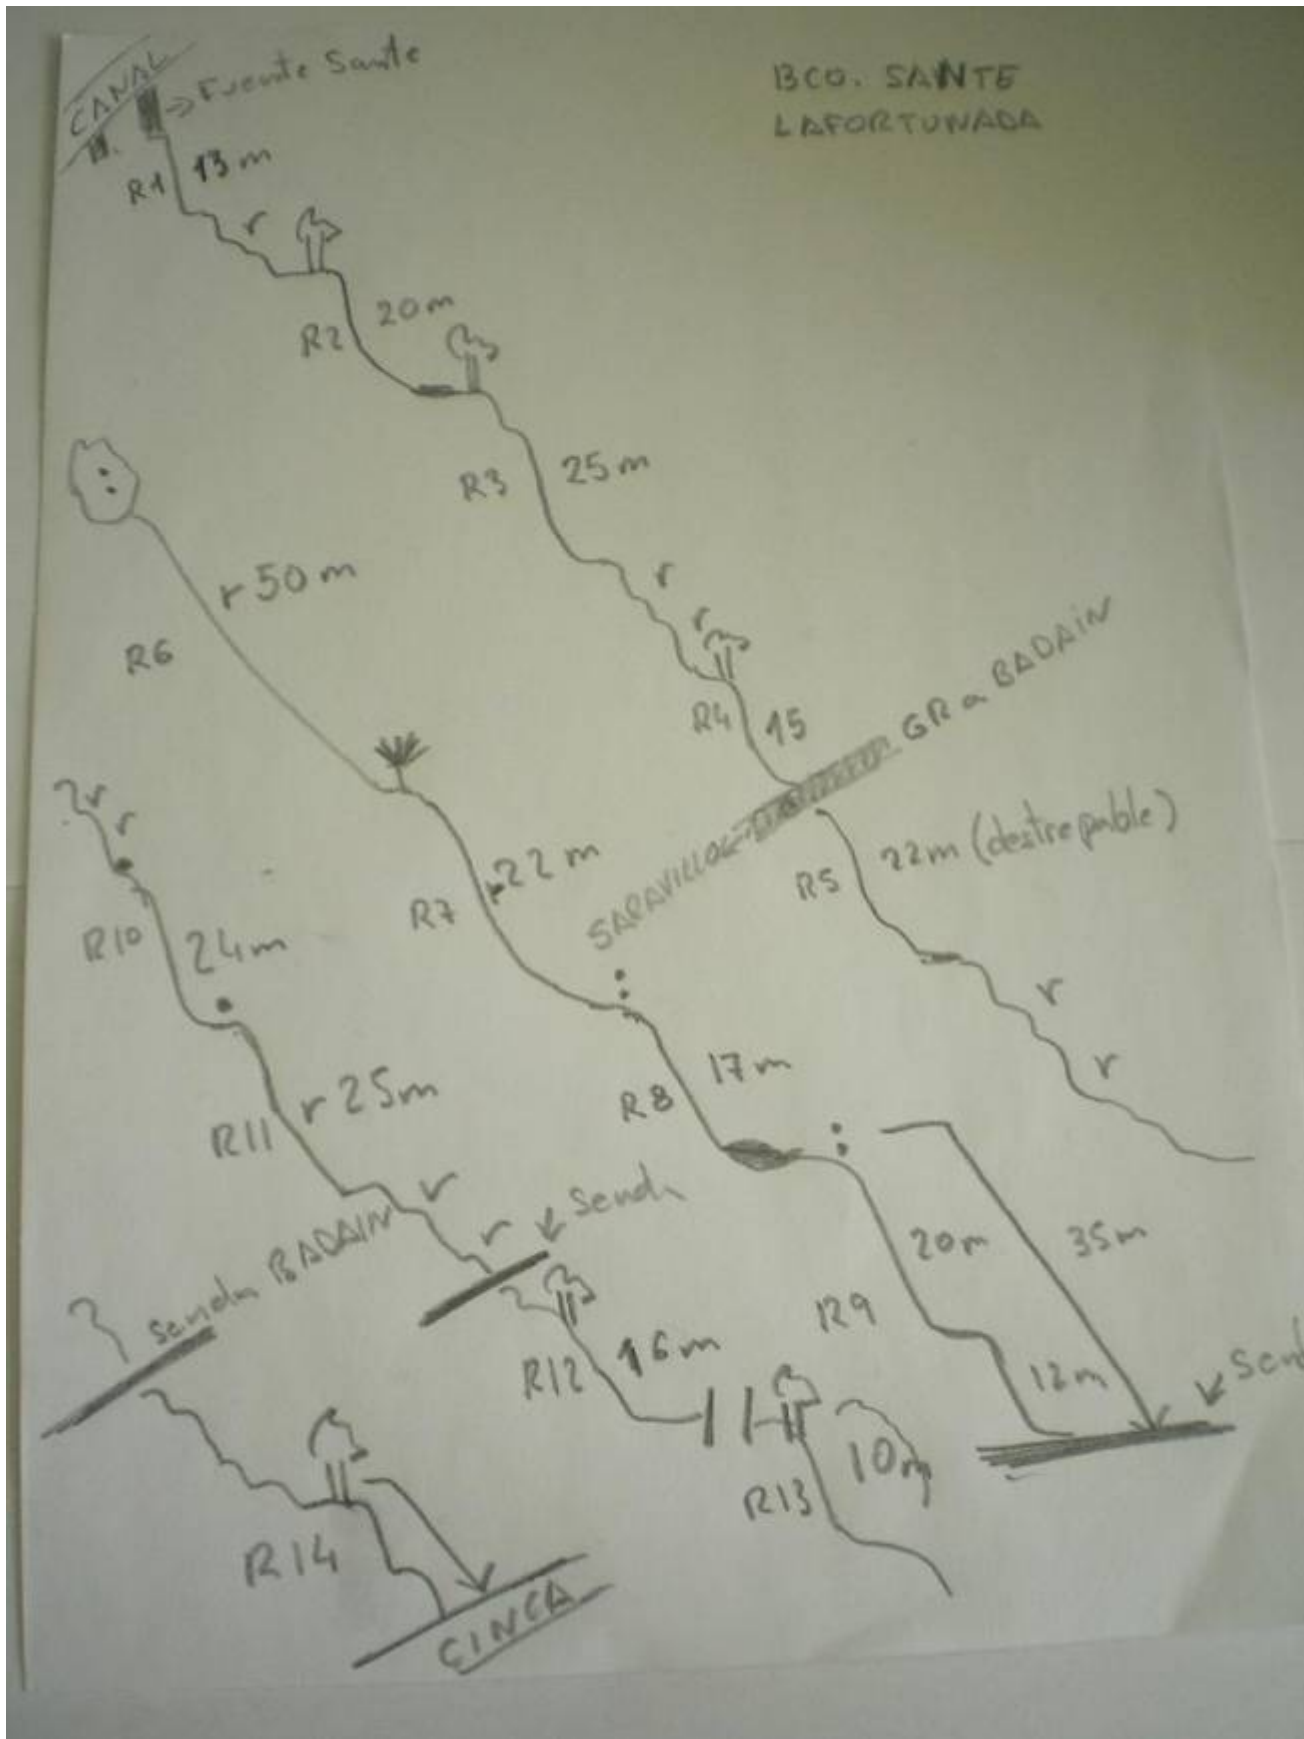 CANAL
Fuente Sante
BCO. SANTE
LAFORTUNADA
R1 13m
r
R2 20m
R3 25m
r
r
R4 15
SARAVILLO GR a BADAIN
R5 22m (destrepable)
r
r
R6 r 50m
R7 r 22m
R8 17m
R9 20m
12m
35m
r
r
R10 24m
R11 r 25m
r
r
R12 16m
R13 10m
Senda BADAIN
R14
CINCA